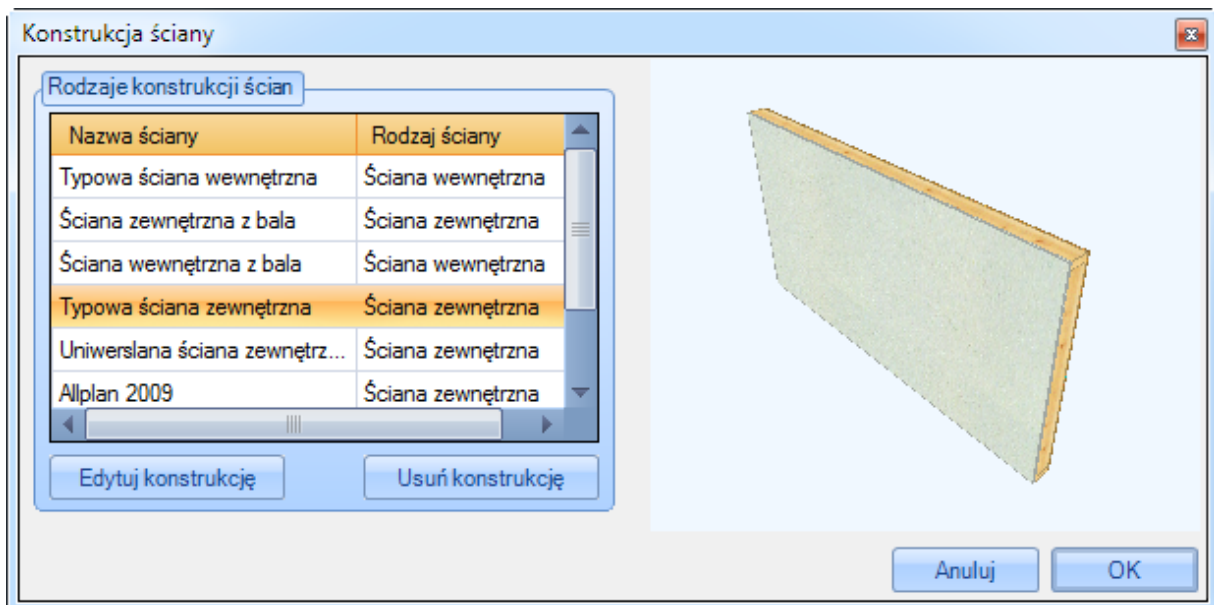 Konstrukcja ściany
Rodzaje konstrukcji ścian
Nazwa ściany Rodzaj ściany
Typowa ściana wewnętrzna Ściana wewnętrzna
Ściana zewnętrzna z bala Ściana zewnętrzna
Ściana wewnętrzna z bala Ściana wewnętrzna
Typowa ściana zewnętrzna Ściana zewnętrzna
Uniwerslana ściana zewnętrz... Ściana zewnętrzna
Allplan 2009 Ściana zewnętrzna
Edytuj konstrukcję Usuń konstrukcję
Anuluj OK